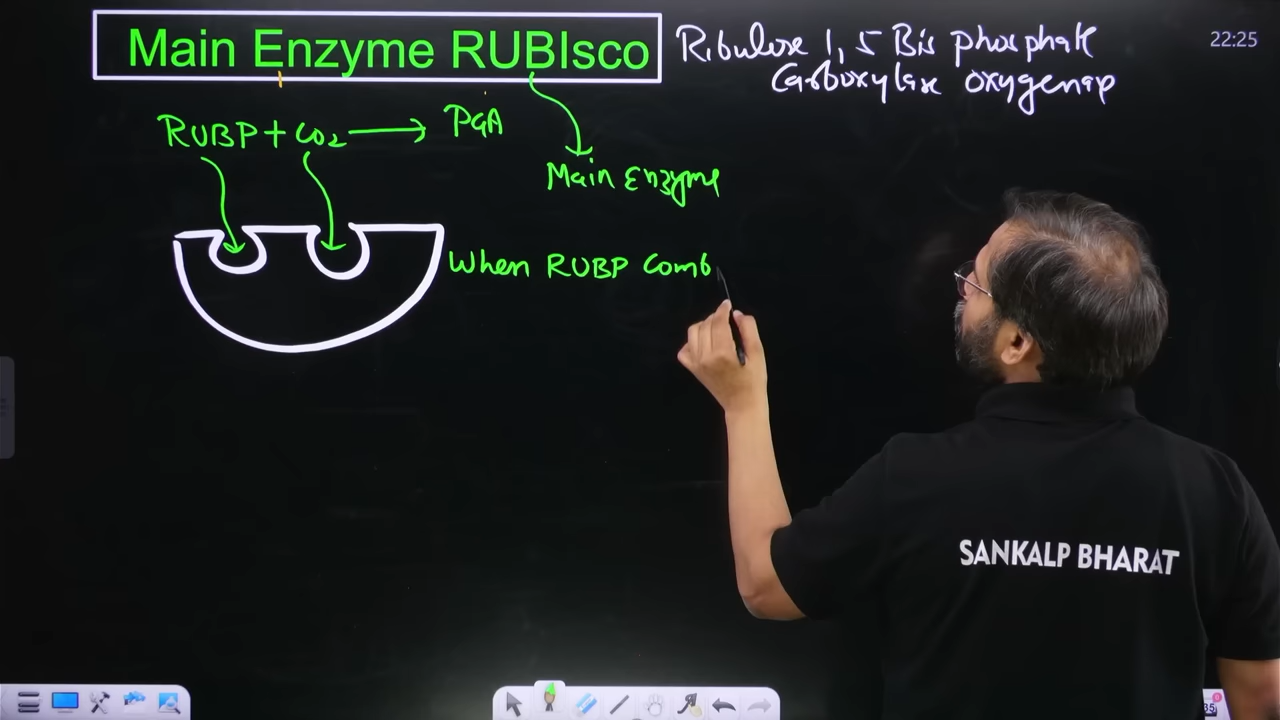 Main Enzyme RUBIsco
Ribulose 1,5 Bis phosphate
Carboxylase oxygenase
22:25
RUBP + CO2 → PGA
Main Enzyme
When RUBP Comb
SANKALP BHARAT